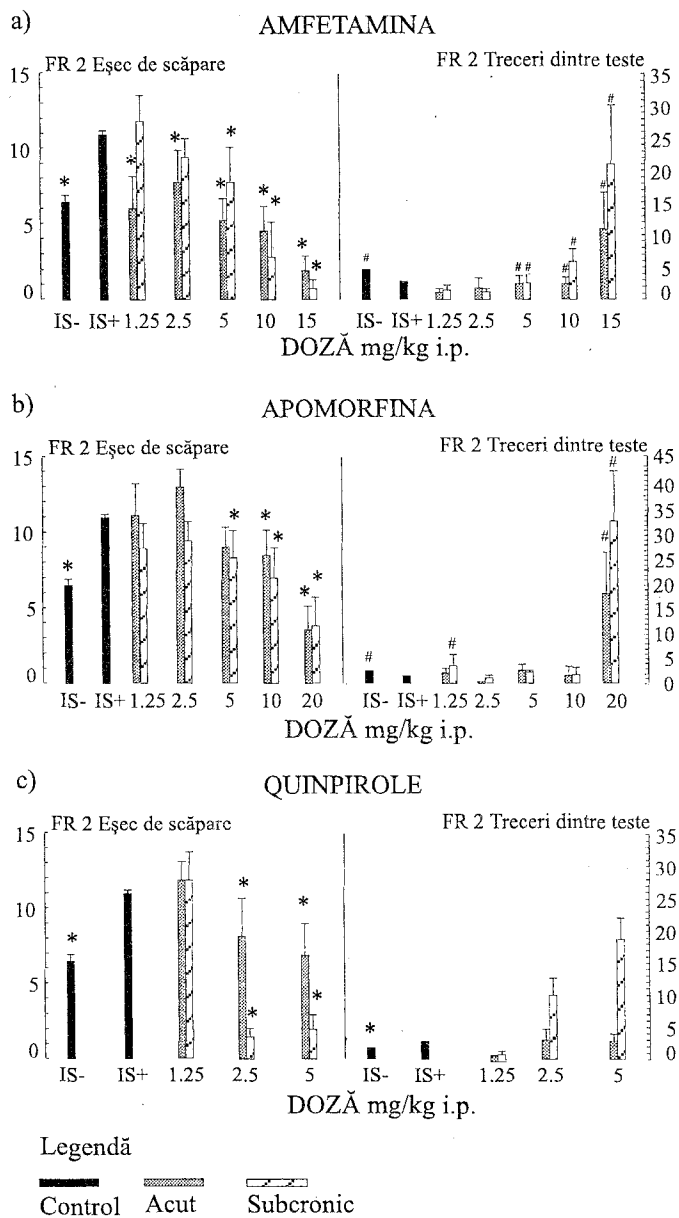 a)
AMFETAMINA
FR 2 Eşec de scăpare
FR 2 Treceri dintre teste
15
10
5
0
* * * * * * * * *
# # # # # # #
35
30
25
20
15
10
5
0
IS- IS+ 1.25 2.5 5 10 15 IS- IS+ 1.25 2.5 5 10 15
DOZĂ mg/kg i.p.
b)
APOMORFINA
FR 2 Eşec de scăpare
FR 2 Treceri dintre teste
15
10
5
0
* * * * * *
# # # #
45
40
35
30
25
20
15
10
5
0
IS- IS+ 1.25 2.5 5 10 20 IS- IS+ 1.25 2.5 5 10 20
DOZĂ mg/kg i.p.
c)
QUINPIROLE
FR 2 Eşec de scăpare
FR 2 Treceri dintre teste
15
10
5
0
* * * * *
*
35
30
25
20
15
10
5
0
IS- IS+ 1.25 2.5 5 IS- IS+ 1.25 2.5 5
DOZĂ mg/kg i.p.
Legendă
Control Acut Subcronic